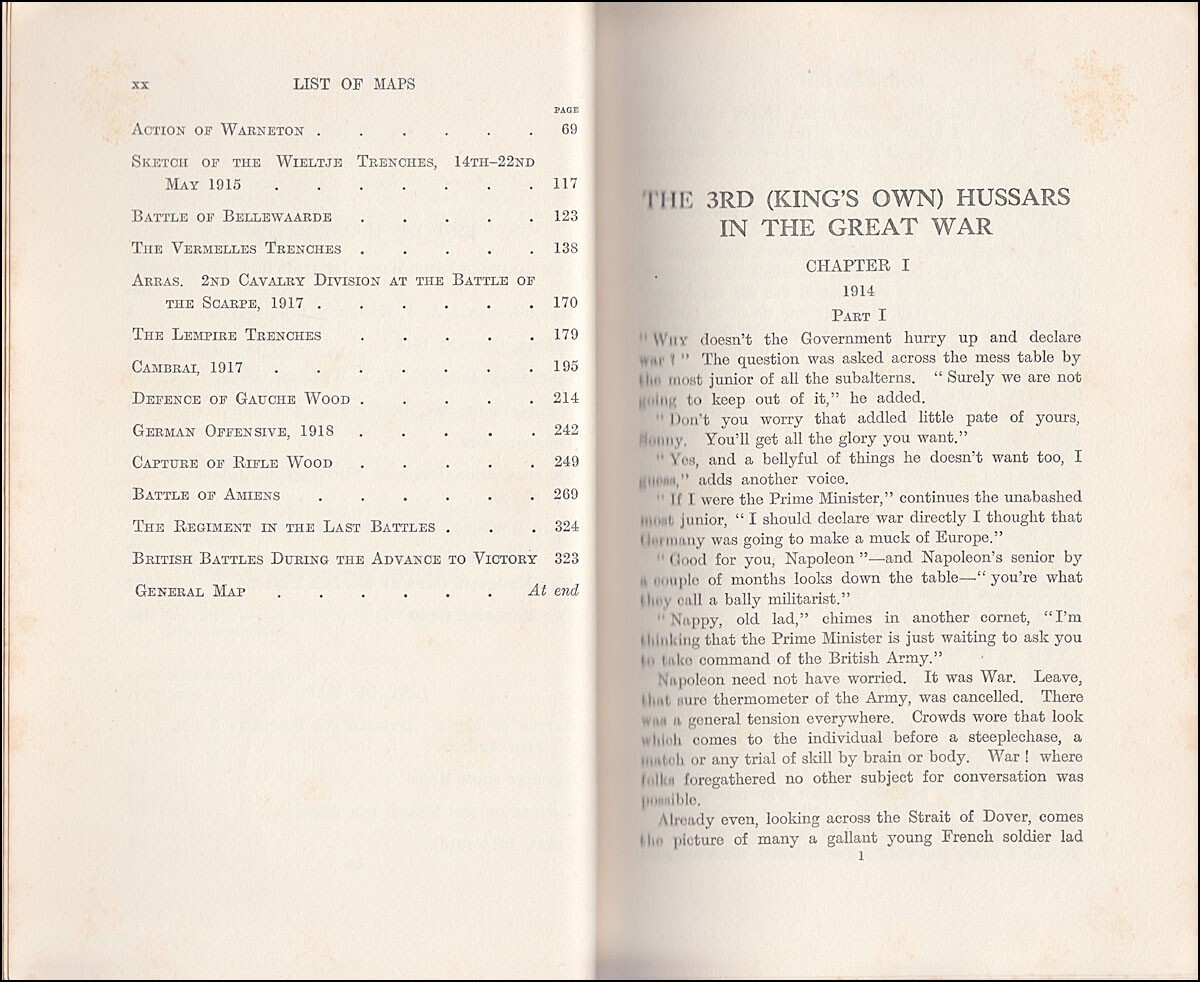 xx LIST OF MAPS
PAGE
ACTION OF WARNETON . . . . . . 69
SKETCH OF THE WIELTJE TRENCHES, 14TH–22ND
MAY 1915 . . . . . . . 117
BATTLE OF BELLEWAARDE . . . . . 123
THE VERMELLES TRENCHES . . . . . 138
ARRAS. 2ND CAVALRY DIVISION AT THE BATTLE OF
THE SCARPE, 1917 . . . . . . 170
THE LEMPIRE TRENCHES . . . . . 179
CAMBRAI, 1917 . . . . . . . 195
DEFENCE OF GAUCHE WOOD . . . . . 214
GERMAN OFFENSIVE, 1918 . . . . . 242
CAPTURE OF RIFLE WOOD . . . . . 249
BATTLE OF AMIENS . . . . . . 269
THE REGIMENT IN THE LAST BATTLES . . . 324
BRITISH BATTLES DURING THE ADVANCE TO VICTORY 323
GENERAL MAP . . . . . . At end
THE 3RD (KING'S OWN) HUSSARS
IN THE GREAT WAR
CHAPTER I
1914
PART I
"WHY doesn't the Government hurry up and declare
war?" The question was asked across the mess table by
the most junior of all the subalterns. "Surely we are not
going to keep out of it," he added.
"Don't you worry that addled little pate of yours,
Sonny. You'll get all the glory you want."
"Yes, and a bellyful of things he doesn't want too, I
guess," adds another voice.
"If I were the Prime Minister," continues the unabashed
most junior, "I should declare war directly I thought that
Germany was going to make a muck of Europe."
"Good for you, Napoleon"—and Napoleon's senior by
a couple of months looks down the table—"you're what
they call a bally militarist."
"Nappy, old lad," chimes in another cornet, "I'm
thinking that the Prime Minister is just waiting to ask you
to take command of the British Army."
Napoleon need not have worried. It was War. Leave,
that sure thermometer of the Army, was cancelled. There
was a general tension everywhere. Crowds wore that look
which comes to the individual before a steeplechase, a
match or any trial of skill by brain or body. War! where
folks foregathered no other subject for conversation was
possible.
Already even, looking across the Strait of Dover, comes
the picture of many a gallant young French soldier lad
1